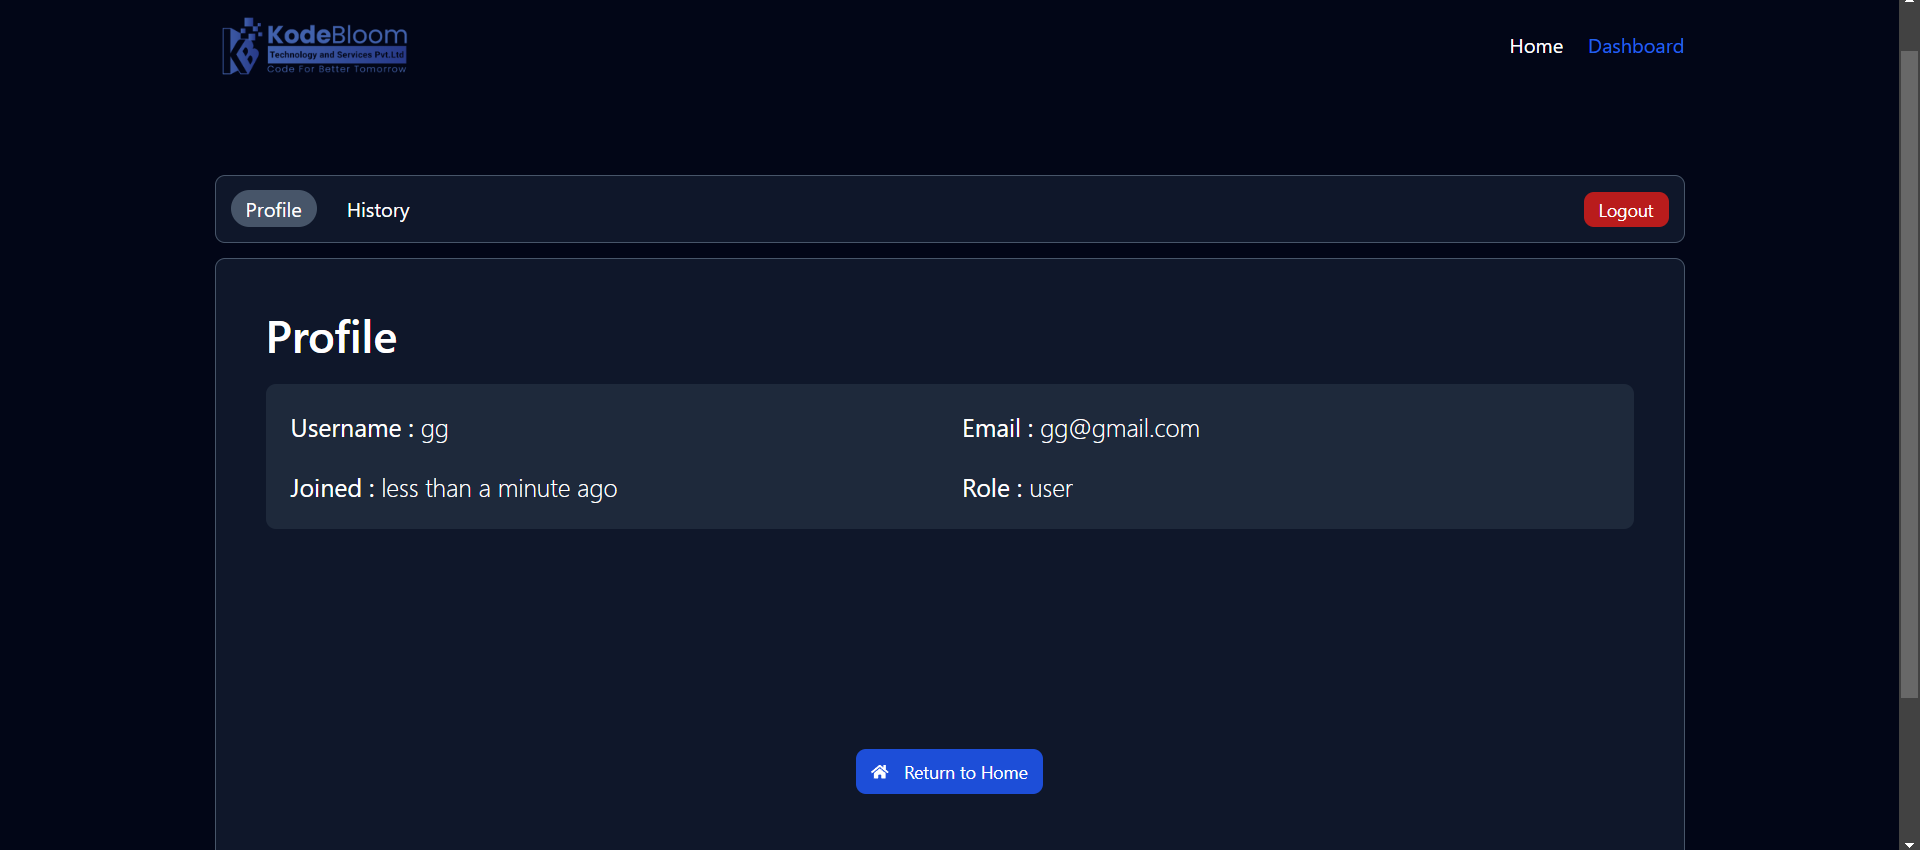 KodeBloom
Technology and Services Pvt.Ltd
Code For Better Tomorrow
Home Dashboard
Profile History Logout
Profile
Username : gg Email : gg@gmail.com
Joined : less than a minute ago Role : user
Return to Home